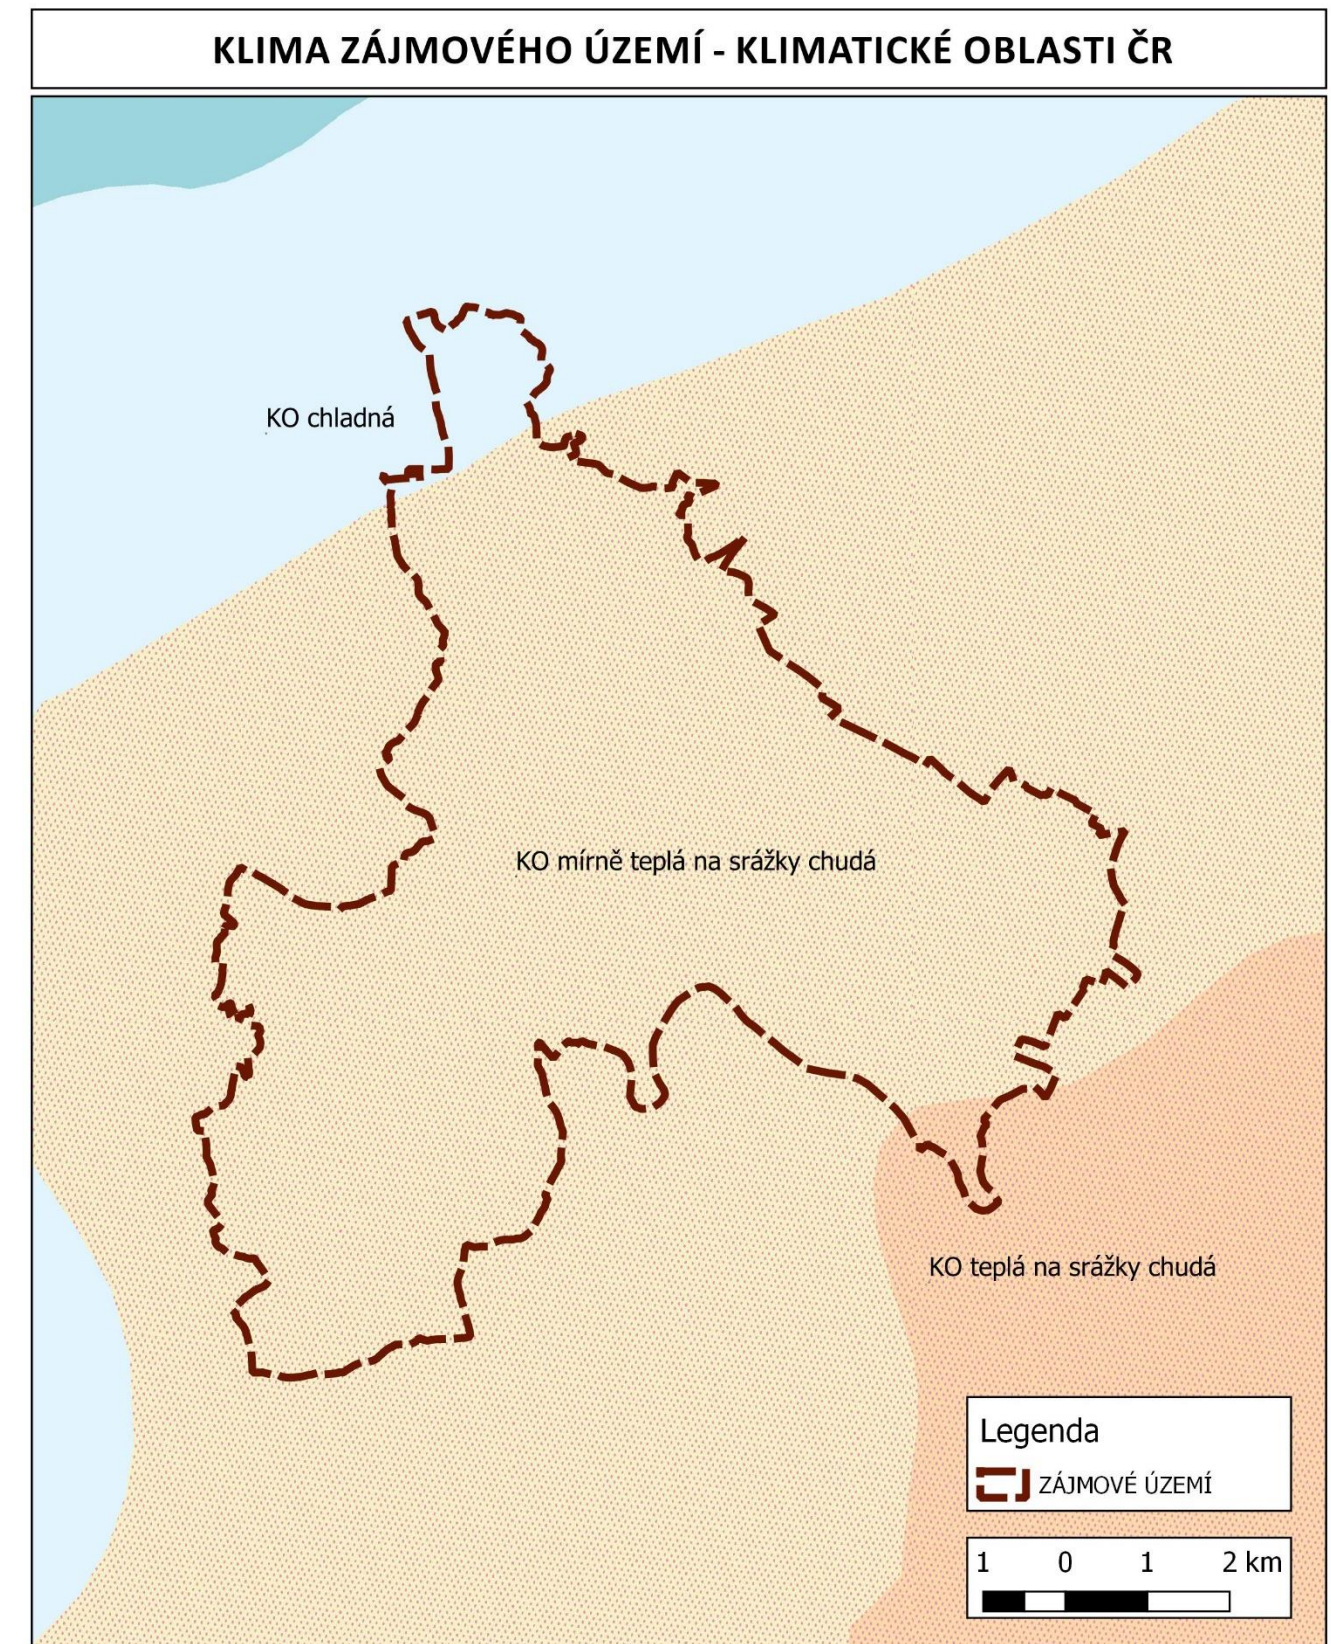 KLIMA ZÁJMOVÉHO ÚZEMÍ - KLIMATICKÉ OBLASTI ČR
KO chladná
KO mírně teplá na srážky chudá
KO teplá na srážky chudá
Legenda
ZÁJMOVÉ ÚZEMÍ
1 0 1 2 km